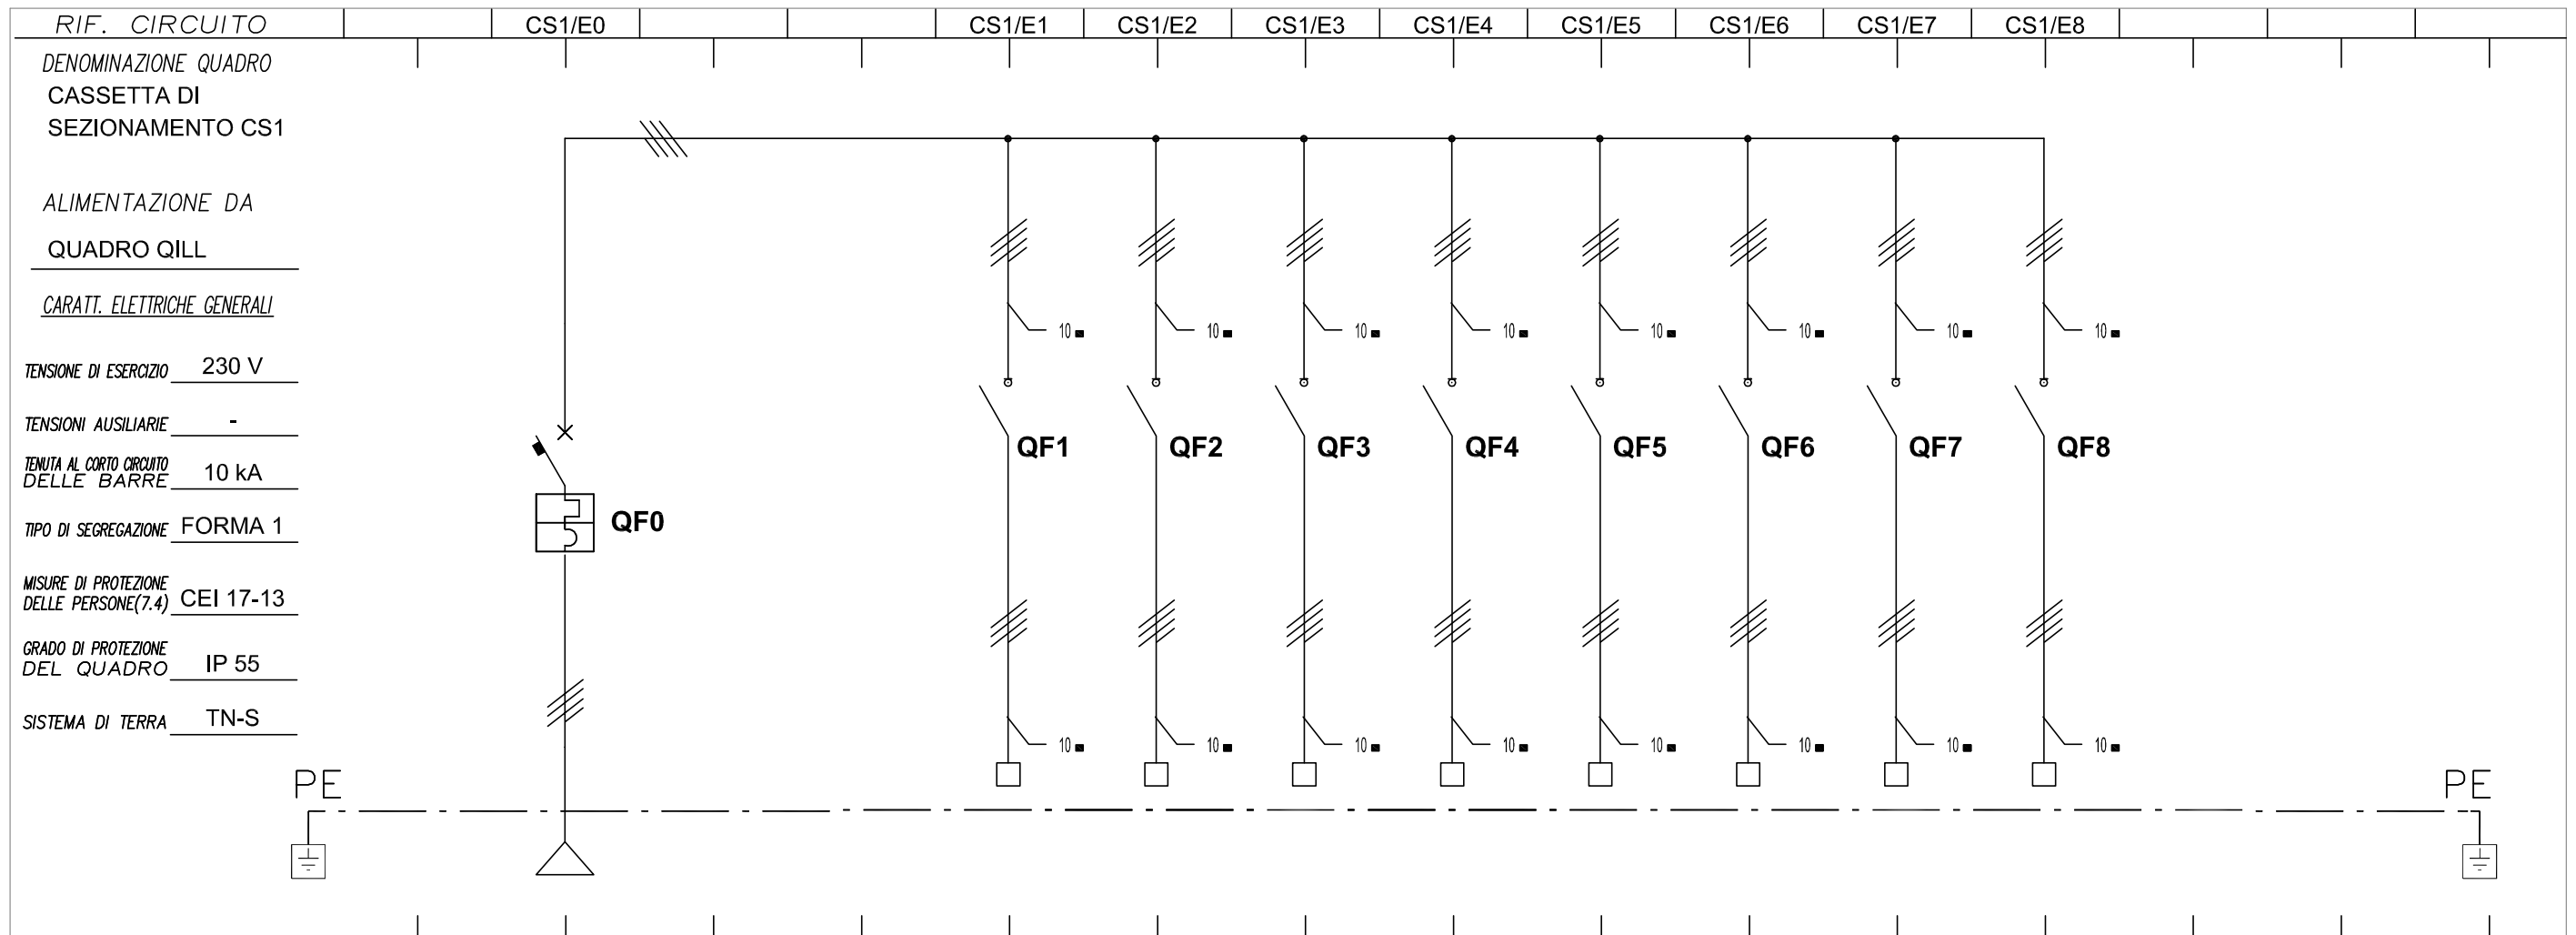 RIF. CIRCUITO CS1/E0 CS1/E1 CS1/E2 CS1/E3 CS1/E4 CS1/E5 CS1/E6 CS1/E7 CS1/E8
DENOMINAZIONE QUADRO
CASSETTA DI
SEZIONAMENTO CS1
ALIMENTAZIONE DA
QUADRO QILL
CARATT. ELETTRICHE GENERALI
10 10 10 10 10 10 10 10
TENSIONE DI ESERCIZIO 230 V
TENSIONI AUSILIARIE -
QF1 QF2 QF3 QF4 QF5 QF6 QF7 QF8
TENUTA AL CORTO CIRCUITO
DELLE BARRE 10 kA
TIPO DI SEGREGAZIONE FORMA 1
QF0
MISURE DI PROTEZIONE
DELLE PERSONE(7.4) CEI 17-13
GRADO DI PROTEZIONE
DEL QUADRO IP 55
SISTEMA DI TERRA TN-S
10 10 10 10 10 10 10 10
PE PE